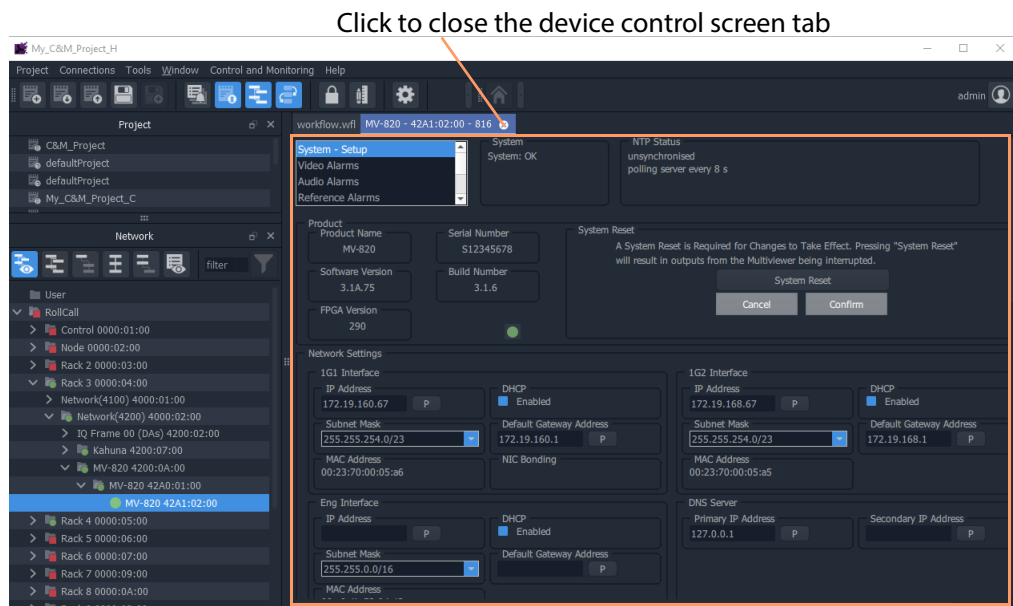 Click to close the device control screen tab
My_C&M_Project_H
Project Connections Tools Window Control and Monitoring Help
admin
Project
C&M_Project
defaultProject
defaultProject
My_C&M_Project_C
Network
filter
User
RollCall
Control 0000:01:00
Node 0000:02:00
Rack 2 0000:03:00
Rack 3 0000:04:00
Network(4100) 4000:01:00
Network(4200) 4000:02:00
IQ Frame 00 (DAs) 4200:02:00
Kahuna 4200:07:00
MV-820 4200:0A:00
MV-820 42A0:01:00
MV-820 42A1:02:00
Rack 4 0000:05:00
Rack 5 0000:06:00
Rack 6 0000:07:00
Rack 7 0000:09:00
Rack 8 0000:0A:00
workflow.wfl MV-820 - 42A1:02:00 - 816
System - Setup
Video Alarms
Audio Alarms
Reference Alarms
System
System: OK
NTP Status
unsynchronised
polling server every 8 s
Product
Product Name
MV-820
Serial Number
S12345678
Software Version
3.1A.75
Build Number
3.1.6
FPGA Version
290
System Reset
A System Reset is Required for Changes to Take Effect. Pressing "System Reset"
will result in outputs from the Multiviewer being interrupted.
System Reset
Cancel Confirm
Network Settings
1G1 Interface
IP Address
172.19.160.67 P
DHCP
Enabled
Subnet Mask
255.255.254.0/23
Default Gateway Address
172.19.160.1 P
MAC Address
00:23:70:00:05:a6
NIC Bonding
1G2 Interface
IP Address
172.19.168.67 P
DHCP
Enabled
Subnet Mask
255.255.254.0/23
Default Gateway Address
172.19.168.1 P
MAC Address
00:23:70:00:05:a5
Eng Interface
IP Address
P
DHCP
Enabled
Subnet Mask
255.255.0.0/16
Default Gateway Address
P
MAC Address
DNS Server
Primary IP Address
127.0.0.1 P
Secondary IP Address
P